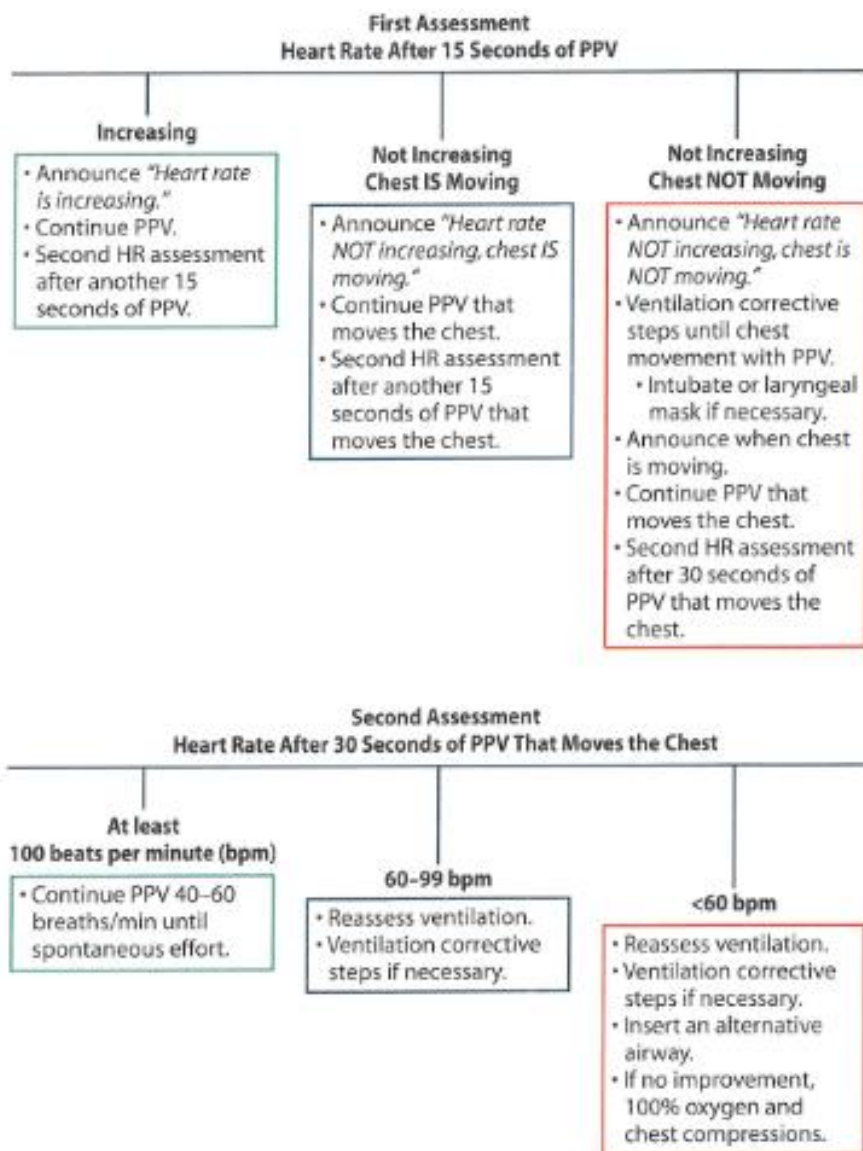 First Assessment
Heart Rate After 15 Seconds of PPV
Increasing
• Announce "Heart rate
is increasing."
• Continue PPV.
• Second HR assessment
after another 15
seconds of PPV.
Not Increasing
Chest IS Moving
• Announce "Heart rate
NOT increasing, chest IS
moving."
• Continue PPV that
moves the chest.
• Second HR assessment
after another 15
seconds of PPV that
moves the chest.
Not Increasing
Chest NOT Moving
• Announce "Heart rate
NOT increasing, chest is
NOT moving."
• Ventilation corrective
steps until chest
movement with PPV.
• Intubate or laryngeal
mask if necessary.
• Announce when chest
is moving.
• Continue PPV that
moves the chest.
• Second HR assessment
after 30 seconds of
PPV that moves the
chest.
Second Assessment
Heart Rate After 30 Seconds of PPV That Moves the Chest
At least
100 beats per minute (bpm)
• Continue PPV 40–60
breaths/min until
spontaneous effort.
60–99 bpm
• Reassess ventilation.
• Ventilation corrective
steps if necessary.
<60 bpm
• Reassess ventilation.
• Ventilation corrective
steps if necessary.
• Insert an alternative
airway.
• If no improvement,
100% oxygen and
chest compressions.